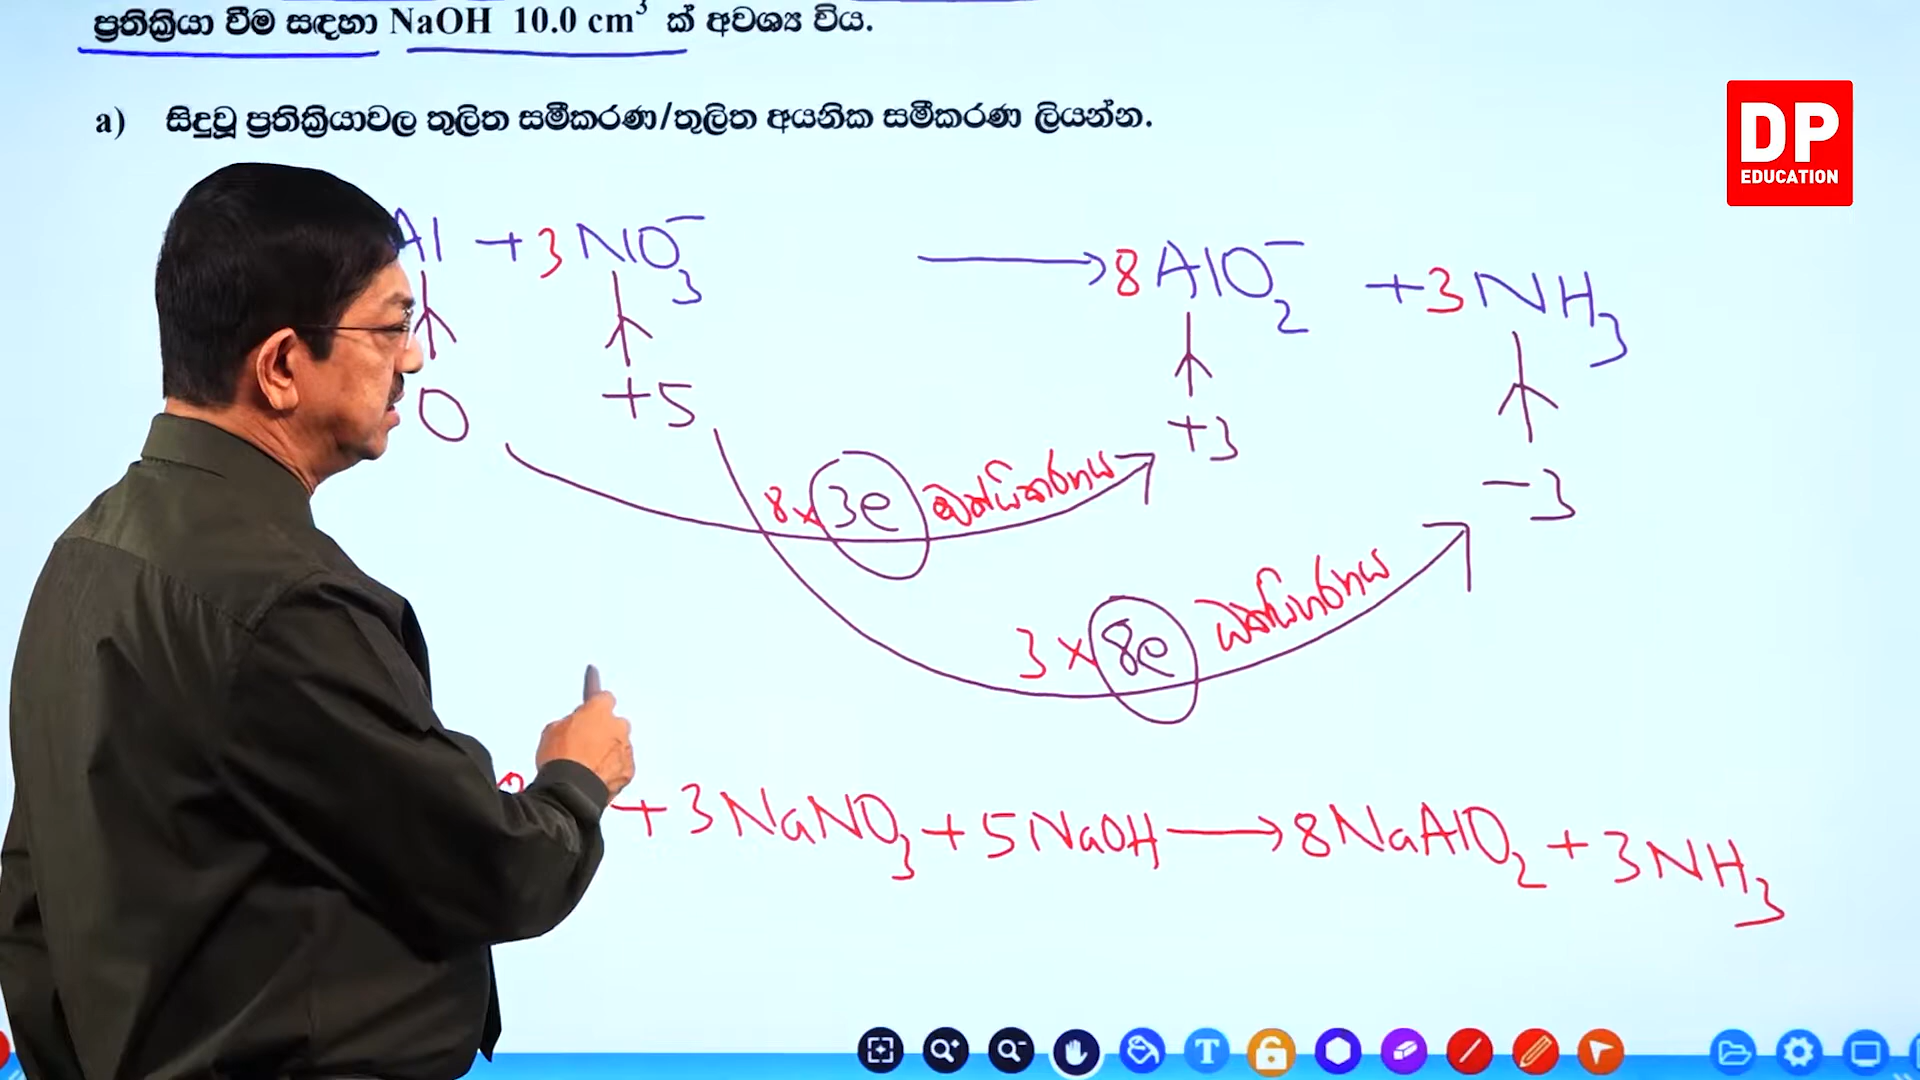 ප්‍රතික්‍රියා වීම සඳහා NaOH 10.0 cm³ ක් අවශ්‍ය විය.
a) සිදුවූ ප්‍රතික්‍රියාවල තුලිත සමීකරණ/තුලිත අයනික සමීකරණ ලියන්න.
DP
EDUCATION
Al + 3NO₃⁻ → 8AlO₂⁻ + 3NH₃
0 +5 +3 -3
8 × 3e
3 × 8e
+ 3NaNO₃ + 5NaOH → 8NaAlO₂ + 3NH₃
T